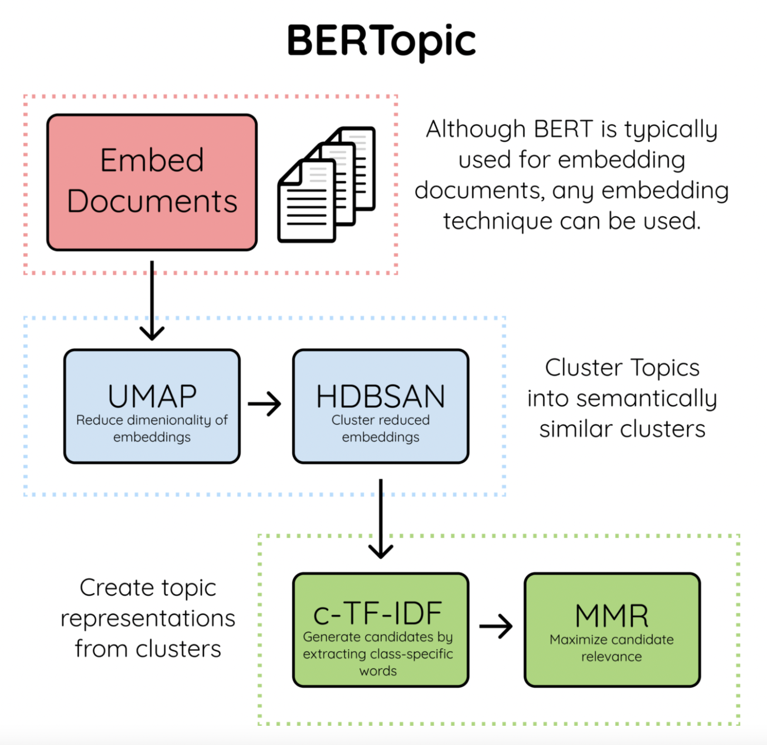 BERTopic
Embed
Documents
Although BERT is typically
used for embedding
documents, any embedding
technique can be used.
UMAP
Reduce dimenionality of
embeddings
HDBSAN
Cluster reduced
embeddings
Cluster Topics
into semantically
similar clusters
Create topic
representations
from clusters
c-TF-IDF
Generate candidates by
extracting class-specific
words
MMR
Maximize candidate
relevance